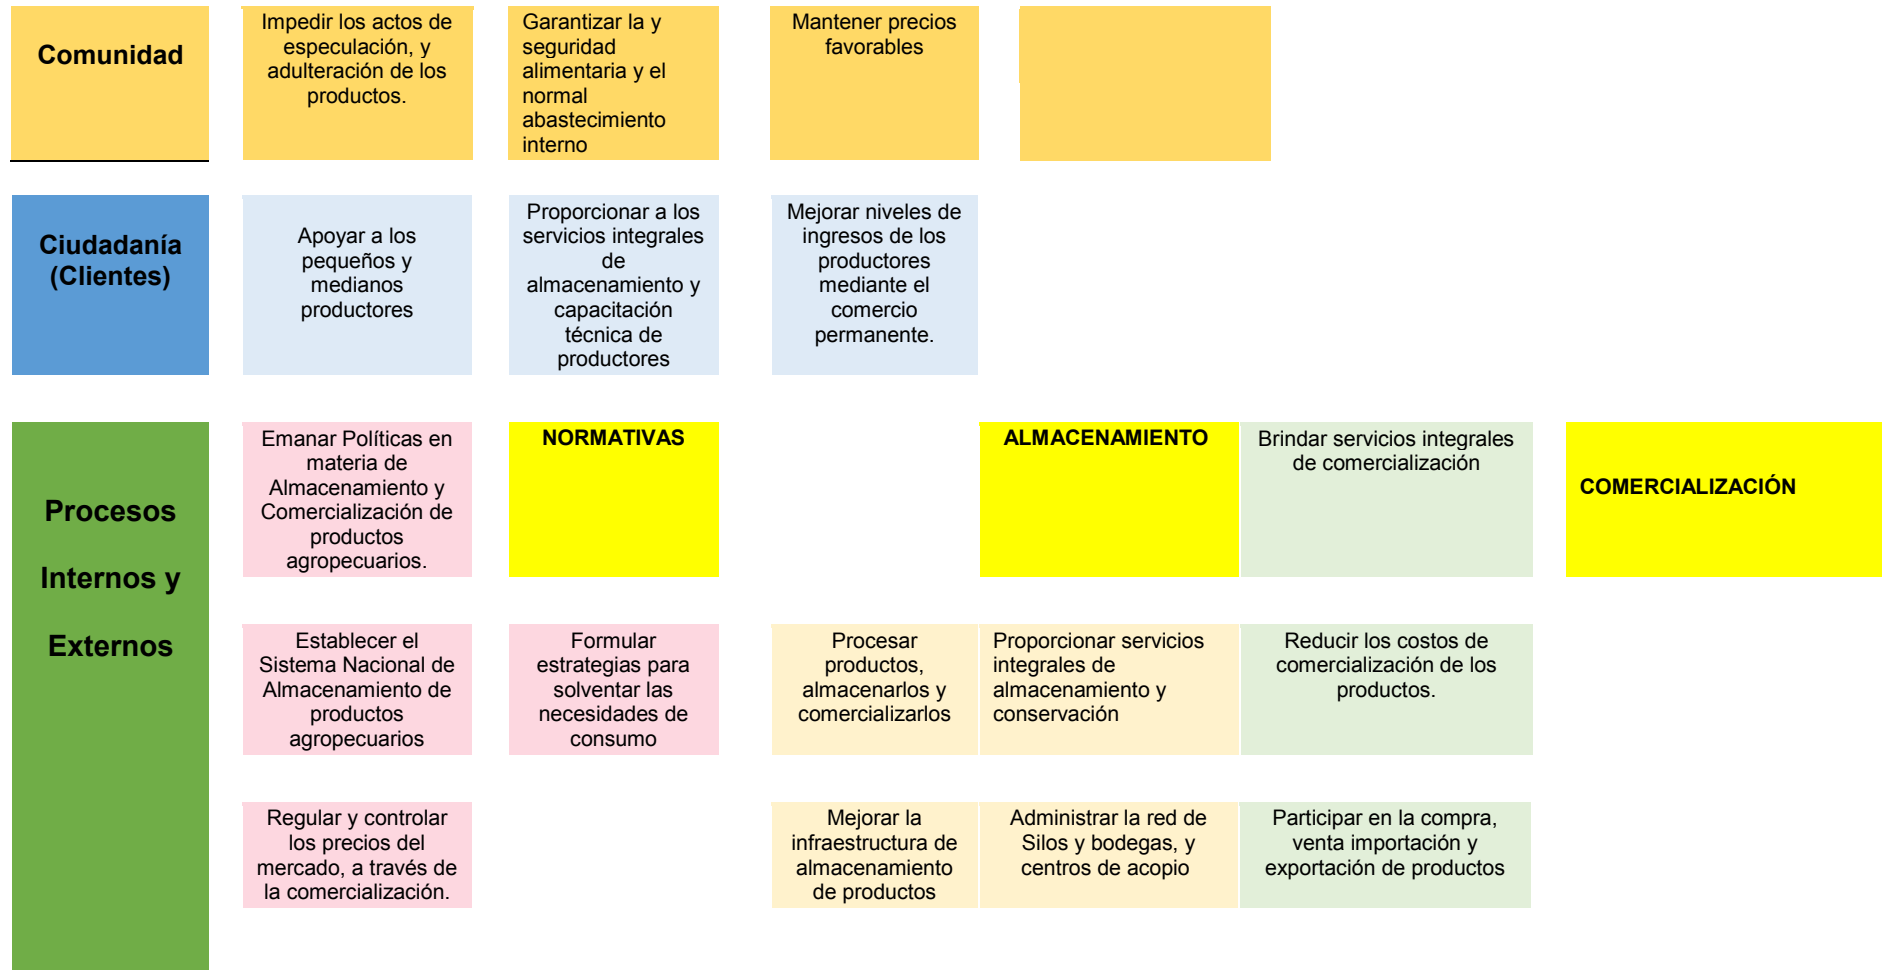 Comunidad
Impedir los actos de
especulación, y
adulteración de los
productos.
Garantizar la y
seguridad
alimentaria y el
normal
abastecimiento
interno
Mantener precios
favorables
Ciudadanía
(Clientes)
Apoyar a los
pequeños y
medianos
productores
Proporcionar a los
servicios integrales
de
almacenamiento y
capacitación
técnica de
productores
Mejorar niveles de
ingresos de los
productores
mediante el
comercio
permanente.
Procesos
Internos y
Externos
Emanar Políticas en
materia de
Almacenamiento y
Comercialización de
productos
agropecuarios.
NORMATIVAS
ALMACENAMIENTO
Brindar servicios integrales
de comercialización
COMERCIALIZACIÓN
Establecer el
Sistema Nacional de
Almacenamiento de
productos
agropecuarios
Formular
estrategias para
solventar las
necesidades de
consumo
Procesar
productos,
almacenarlos y
comercializarlos
Proporcionar servicios
integrales de
almacenamiento y
conservación
Reducir los costos de
comercialización de los
productos.
Regular y controlar
los precios del
mercado, a través de
la comercialización.
Mejorar la
infraestructura de
almacenamiento
de productos
Administrar la red de
Silos y bodegas, y
centros de acopio
Participar en la compra,
venta importación y
exportación de productos